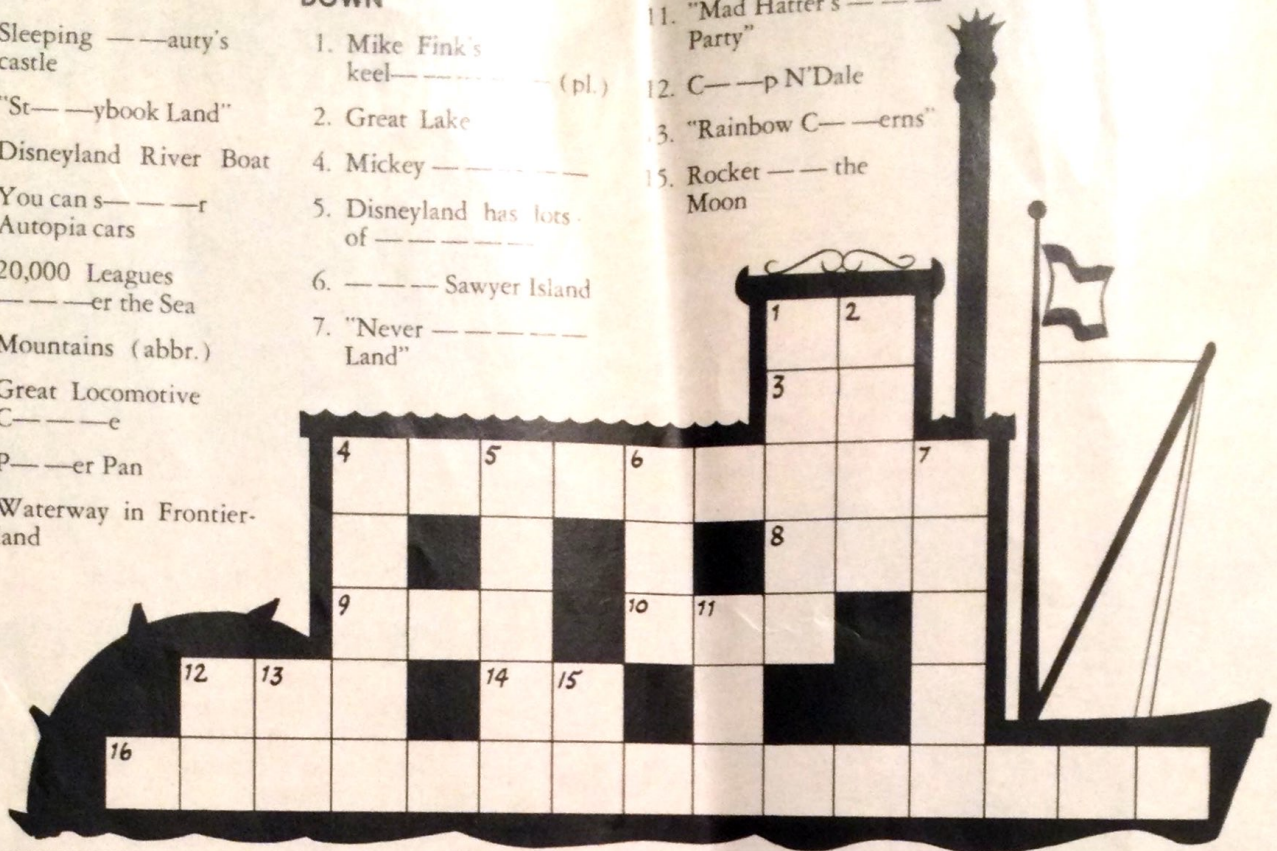 Sleeping — —auty's
castle
"St— —ybook Land"
Disneyland River Boat
You can s— — —r
Autopia cars
20,000 Leagues
— — —er the Sea
Mountains (abbr.)
Great Locomotive
C— — —e
P— —er Pan
Waterway in Frontier-
land
DOWN
1. Mike Fink's
keel— — — — — (pl.)
2. Great Lake
4. Mickey — — — — —
5. Disneyland has lots
of — — — — —
6. — — — Sawyer Island
7. "Never — — — — —
Land"
11. "Mad Hatter's — — —
Party"
12. C— —p N'Dale
3. "Rainbow C— —erns"
15. Rocket — — the
Moon
1 2
3
4 5 6 7
8
9 10 11
12 13 14 15
16